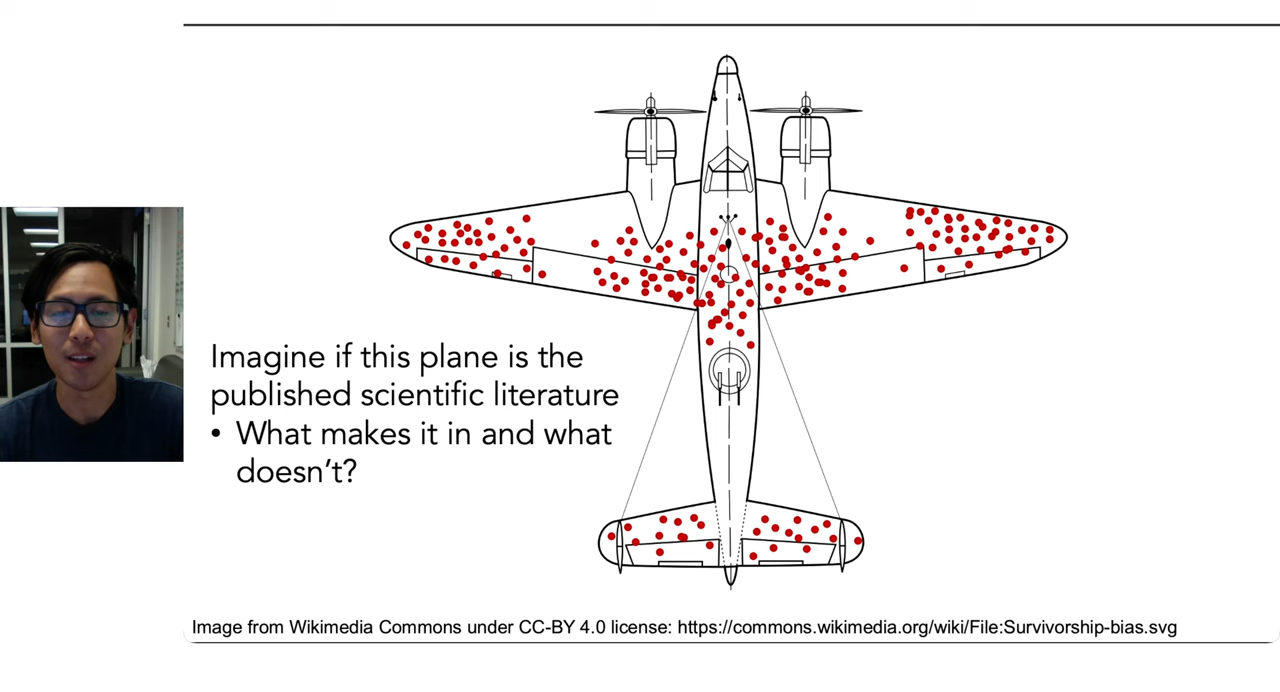 Imagine if this plane is the
published scientific literature
• What makes it in and what
doesn’t?
Image from Wikimedia Commons under CC-BY 4.0 license: https://commons.wikimedia.org/wiki/File:Survivorship-bias.svg